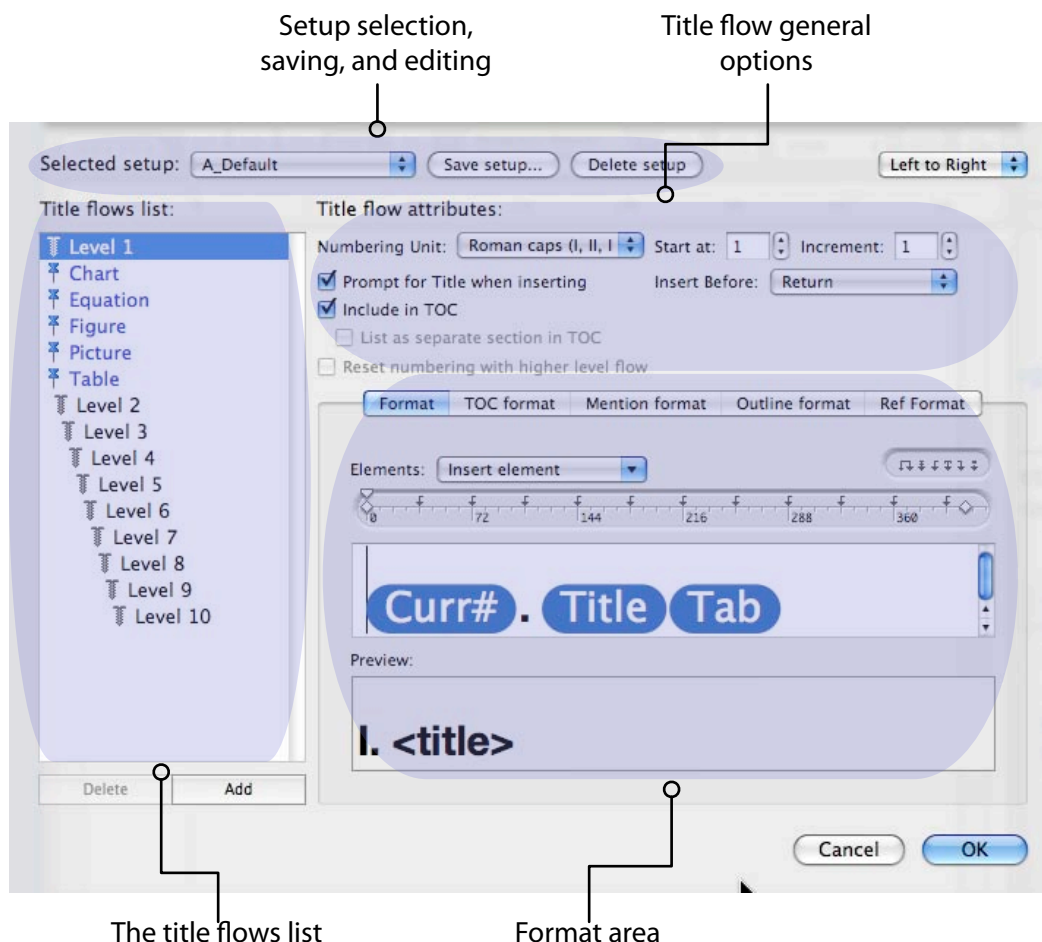 Setup selection,
saving, and editing
Title flow general
options
Selected setup: A_Default Save setup... Delete setup Left to Right
Title flows list:
Level 1
Chart
Equation
Figure
Picture
Table
Level 2
Level 3
Level 4
Level 5
Level 6
Level 7
Level 8
Level 9
Level 10
Delete Add
Title flow attributes:
Numbering Unit: Roman caps (I, II, I Start at: 1 Increment: 1
Prompt for Title when inserting Insert Before: Return
Include in TOC
List as separate section in TOC
Reset numbering with higher level flow
Format TOC format Mention format Outline format Ref Format
Elements: Insert element
0 72 144 216 288 360
Curr# . Title Tab
Preview:
I. <title>
Cancel OK
The title flows list
Format area